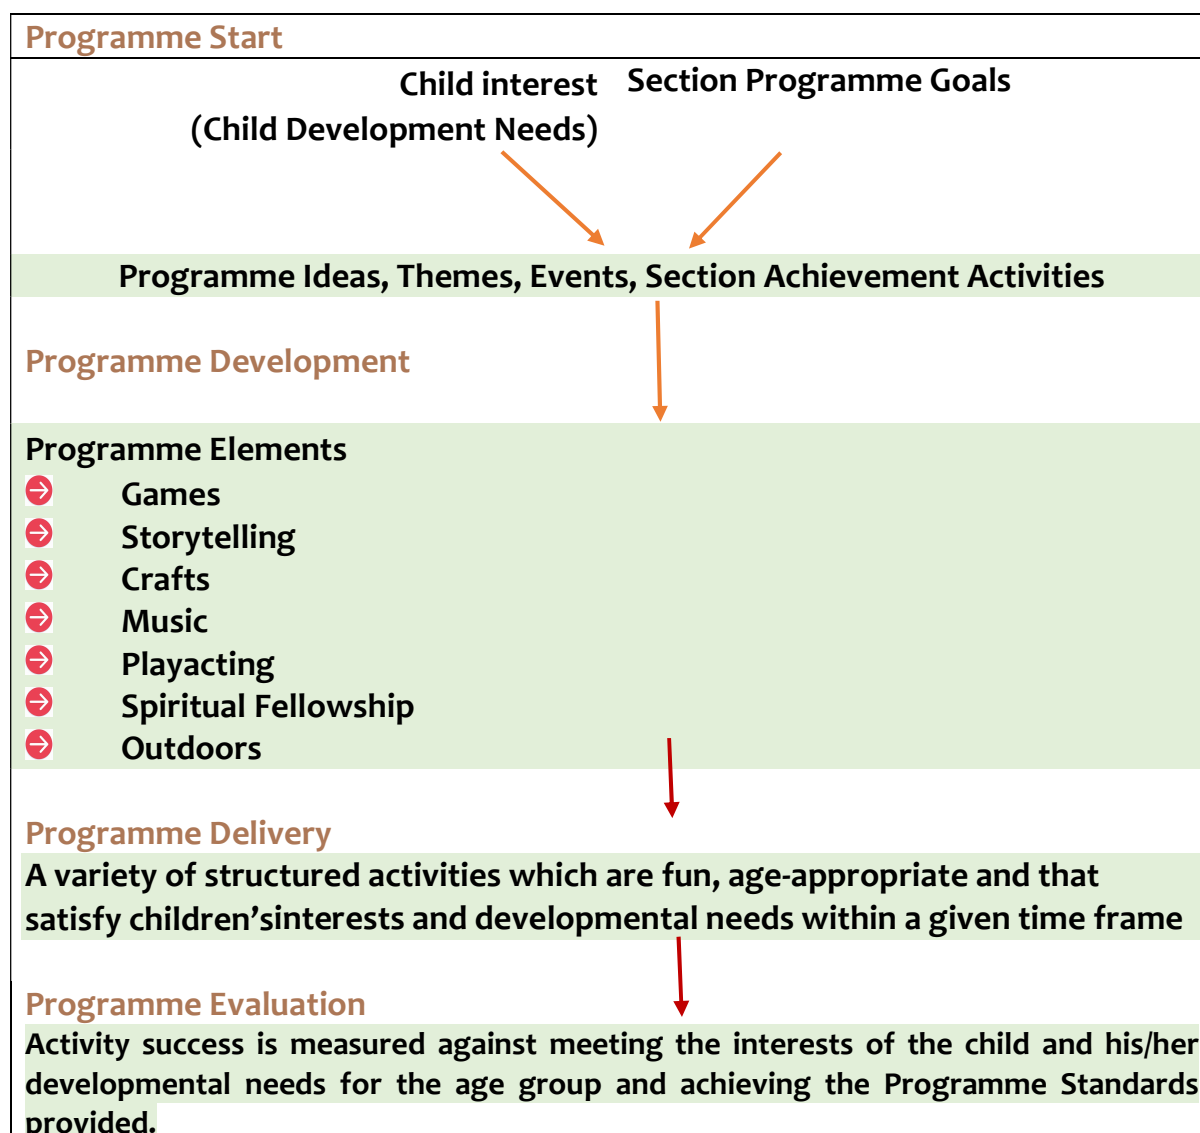 Programme Start
Child interest
(Child Development Needs)
Section Programme Goals
Programme Ideas, Themes, Events, Section Achievement Activities
Programme Development
Programme Elements
Games
Storytelling
Crafts
Music
Playacting
Spiritual Fellowship
Outdoors
Programme Delivery
A variety of structured activities which are fun, age-appropriate and that
satisfy children'sinterests and developmental needs within a given time frame
Programme Evaluation
Activity success is measured against meeting the interests of the child and his/her
developmental needs for the age group and achieving the Programme Standards
provided.